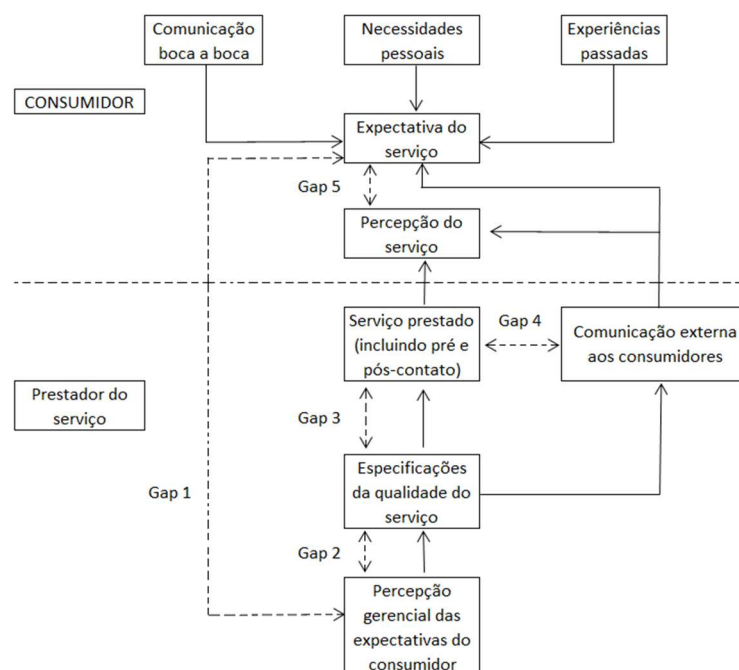 Comunicação
boca a boca
Necessidades
pessoais
Experiências
passadas
CONSUMIDOR
Expectativa do
serviço
Gap 5
Percepção do
serviço
Serviço prestado
(incluindo pré e
pós-contato)
Gap 4
Comunicação externa
aos consumidores
Prestador do
serviço
Gap 3
Especificações
da qualidade do
serviço
Gap 1
Gap 2
Percepção
gerencial das
expectativas do
consumidor